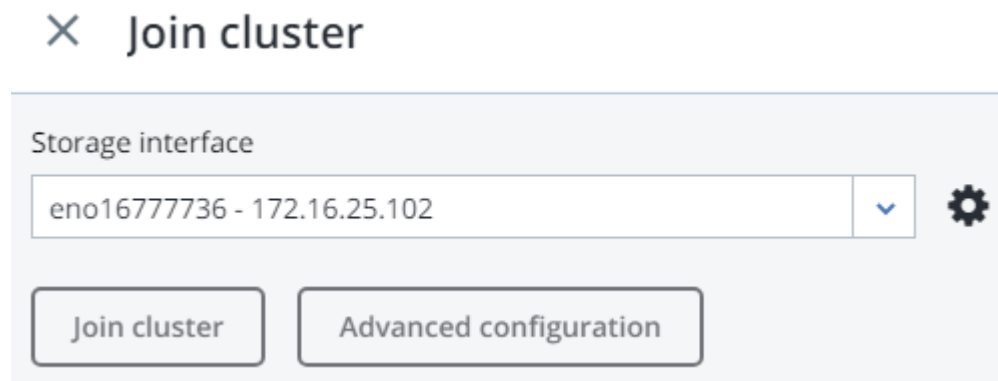 Join cluster
Storage interface
eno16777736 - 172.16.25.102
Join cluster
Advanced configuration